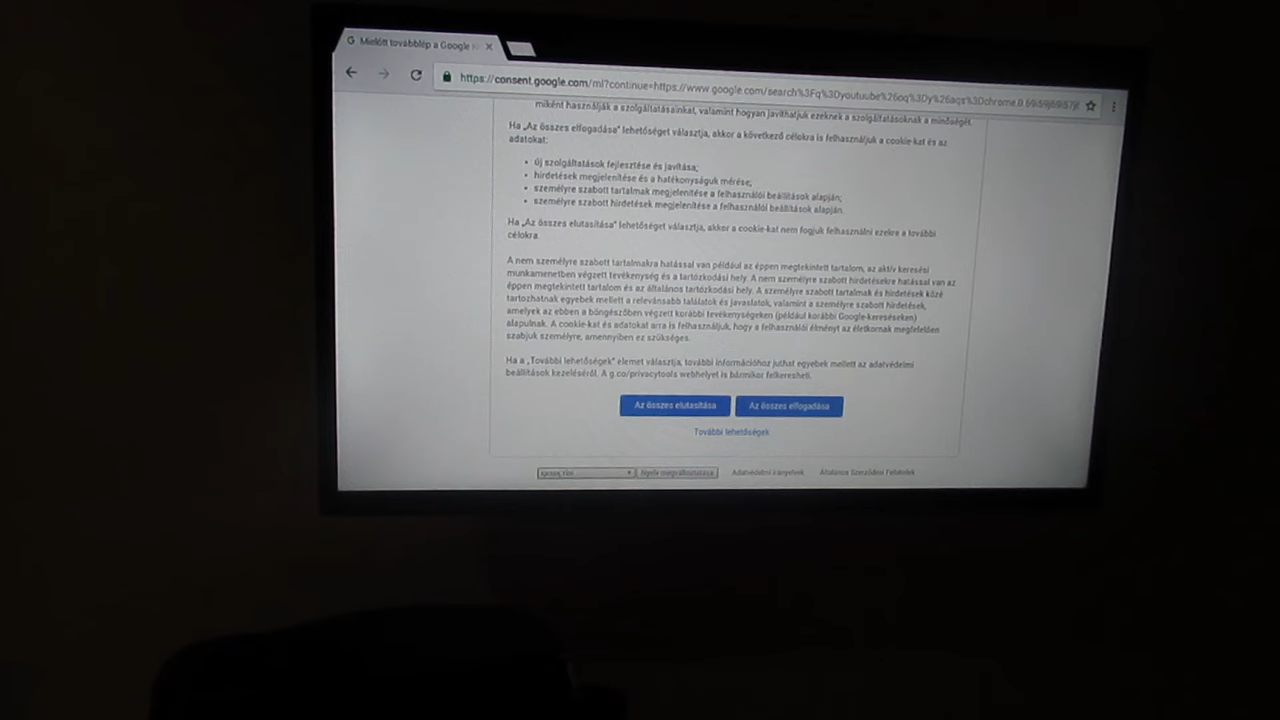 G Mielőtt továbblép a Google
https://consent.google.com/ml?continue=https://www.google.com/search%3Fq%3Dyoutuube%26oq%3Dy%26aqs%3Dchrome.0.69i59j69i57j0
miként használják a szolgáltatásainkat, valamint hogyan javíthatjuk ezeknek a szolgáltatásoknak a minőségét.
Ha „Az összes elfogadása” lehetőséget választja, akkor a következő célokra is felhasználjuk a cookie-kat és az
adatokat:
• új szolgáltatások fejlesztése és javítása;
• hirdetések megjelenítése és a hatékonyságuk mérése;
• személyre szabott tartalmak megjelenítése a felhasználói beállítások alapján;
• személyre szabott hirdetések megjelenítése a felhasználói beállítások alapján.
Ha „Az összes elutasítása” lehetőséget választja, akkor a cookie-kat nem fogjuk felhasználni ezekre a további
célokra.
A nem személyre szabott tartalmakra hatással van például az éppen megtekintett tartalom, az aktív keresési
munkamenetben végzett tevékenység és a tartózkodási hely. A nem személyre szabott hirdetésekre hatással van az
éppen megtekintett tartalom és az általános tartózkodási hely. A személyre szabott tartalmak és hirdetések közé
tartozhatnak egyebek mellett a relevánsabb találatok és javaslatok, valamint a személyre szabott hirdetések,
amelyek az ebben a böngészőben végzett korábbi tevékenységeken (például korábbi Google-kereséseken)
alapulnak. A cookie-kat és adatokat arra is felhasználjuk, hogy a felhasználói élményt az életkornak megfelelően
szabjuk személyre, amennyiben ez szükséges.
Ha a „További lehetőségek” elemet választja, további információhoz juthat egyebek mellett az adatvédelmi
beállítások kezeléséről. A g.co/privacytools webhelyet is bármikor felkeresheti.
Az összes elutasítása Az összes elfogadása
További lehetőségek
Nyelv megváltoztatása Adatvédelmi irányelvek Általános Szerződési Feltételek